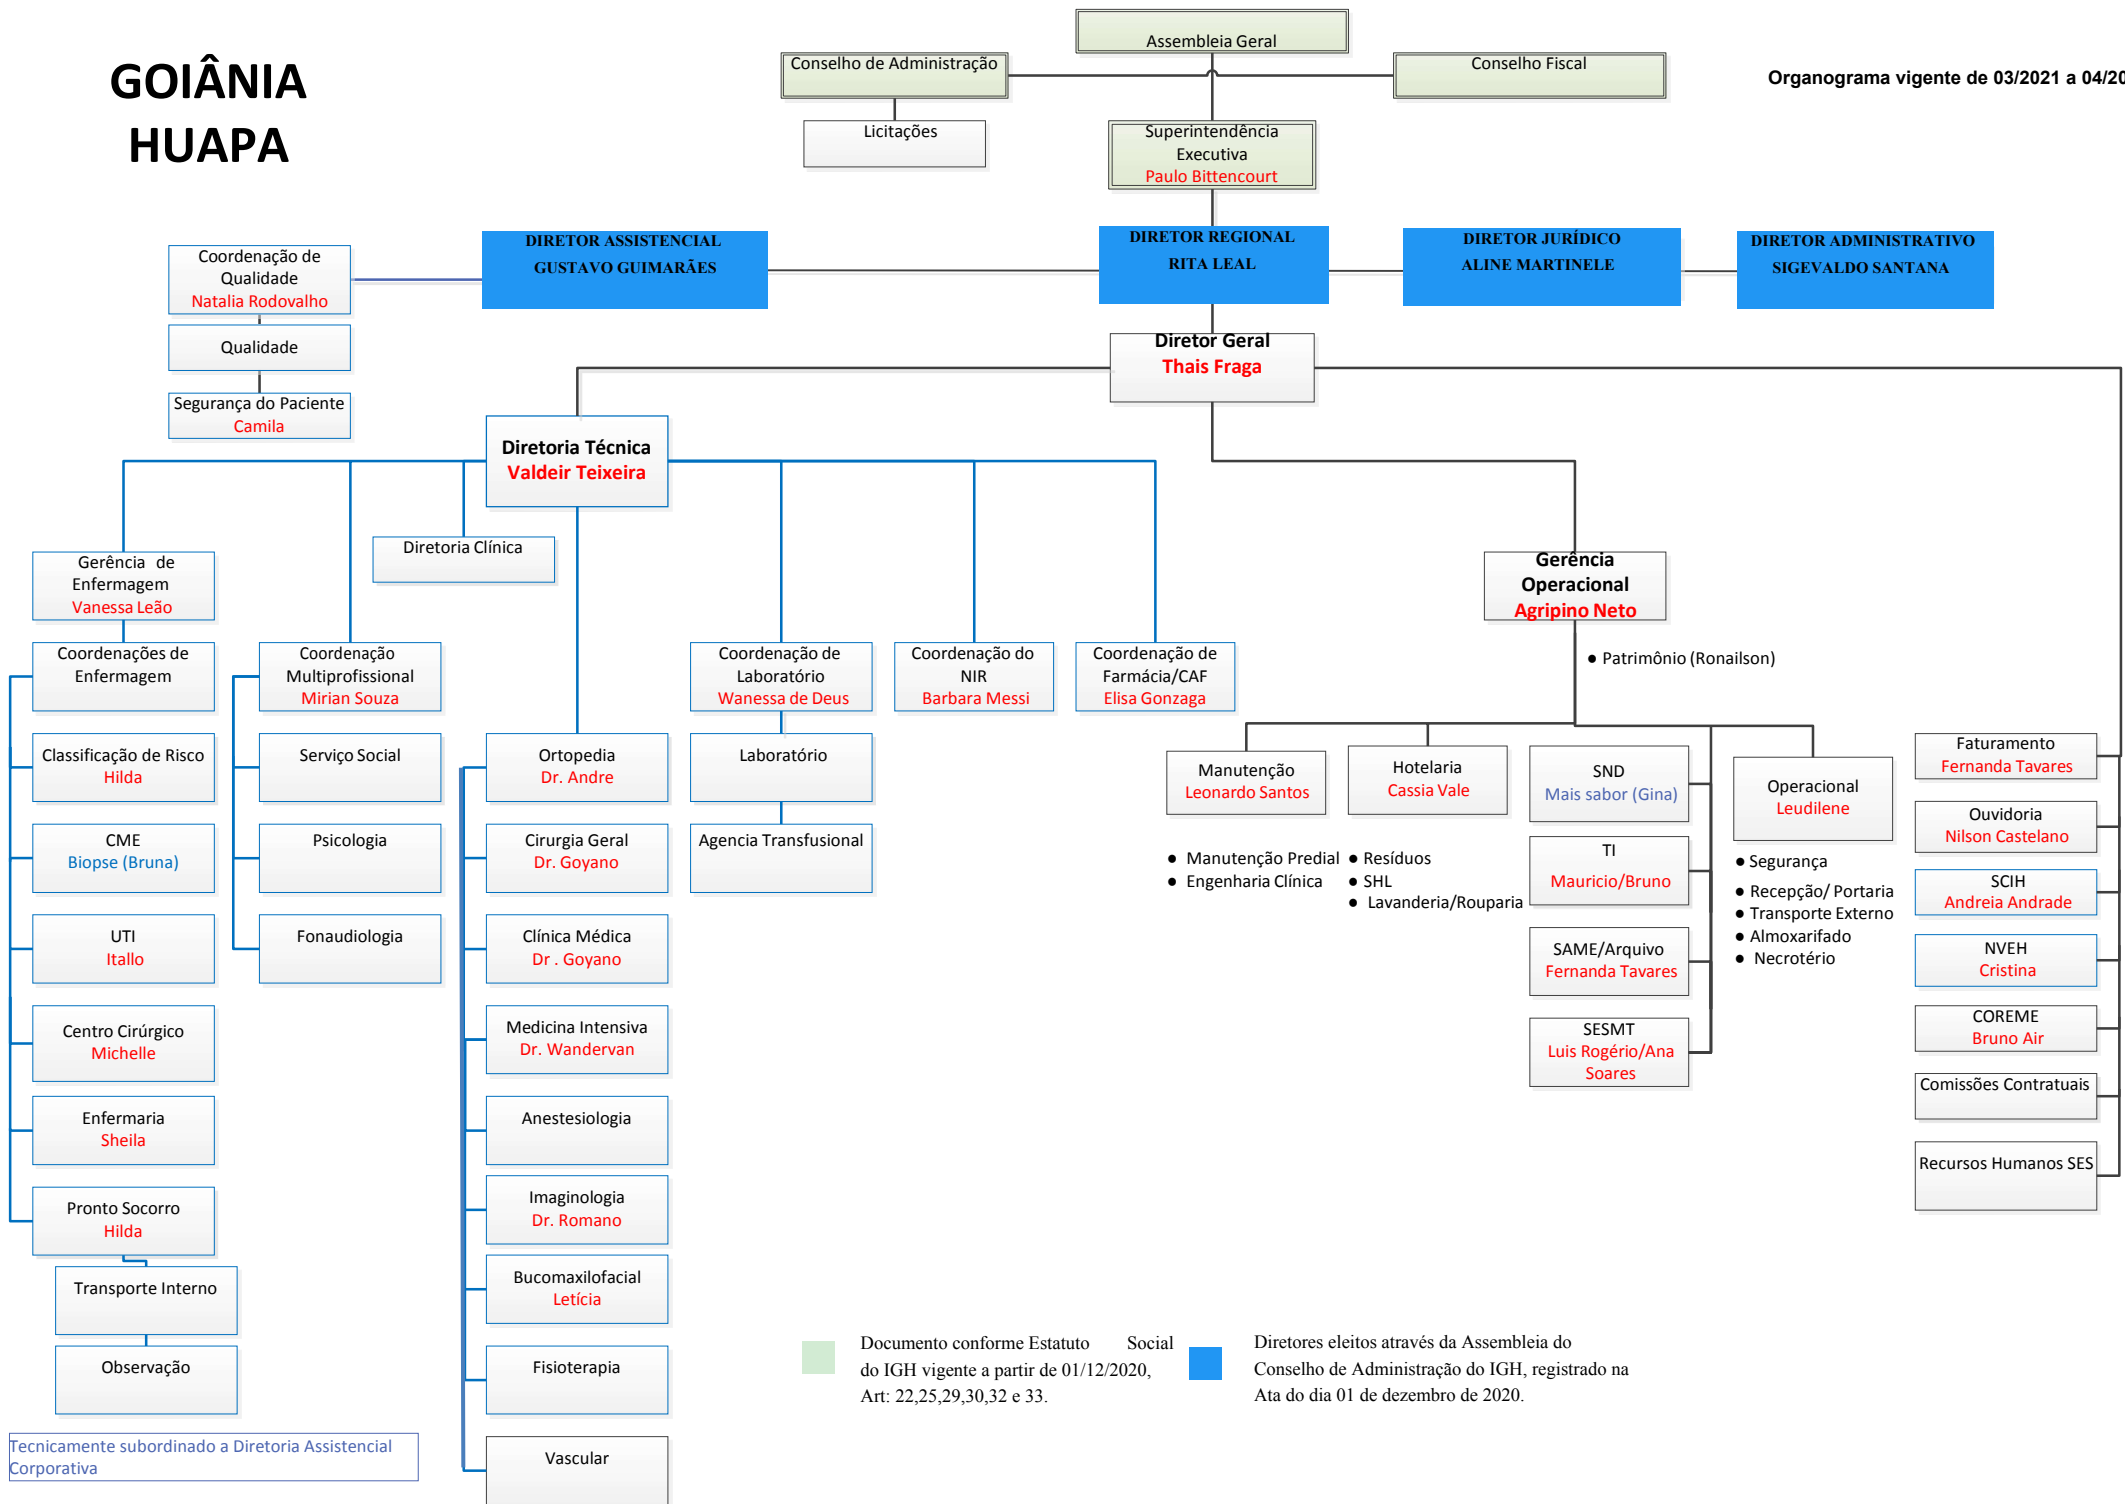 GOIÂNIA
HUAPA
Assembleia Geral
Conselho de Administração
Conselho Fiscal
Organograma vigente de 03/2021 a 04/20
Licitações
Superintendência
Executiva
Paulo Bittencourt
Coordenação de
Qualidade
Natalia Rodovalho
DIRETOR ASSISTENCIAL
GUSTAVO GUIMARÃES
DIRETOR REGIONAL
RITA LEAL
DIRETOR JURÍDICO
ALINE MARTINELE
DIRETOR ADMINISTRATIVO
SIGEVALDO SANTANA
Qualidade
Segurança do Paciente
Camila
Diretor Geral
Thais Fraga
Diretoria Técnica
Valdeir Teixeira
Diretoria Clínica
Gerência de
Enfermagem
Vanessa Leão
Gerência
Operacional
Agripino Neto
● Patrimônio (Ronailson)
Coordenações de
Enfermagem
Classificação de Risco
Hilda
CME
Biopse (Bruna)
UTI
Itallo
Centro Cirúrgico
Michelle
Enfermaria
Sheila
Pronto Socorro
Hilda
Transporte Interno
Observação
Coordenação
Multiprofissional
Mirian Souza
Serviço Social
Psicologia
Fonaudiologia
Ortopedia
Dr. Andre
Cirurgia Geral
Dr. Goyano
Clínica Médica
Dr . Goyano
Medicina Intensiva
Dr. Wandervan
Anestesiologia
Imaginologia
Dr. Romano
Bucomaxilofacial
Letícia
Fisioterapia
Vascular
Coordenação de
Laboratório
Wanessa de Deus
Laboratório
Agencia Transfusional
Coordenação do
NIR
Barbara Messi
Coordenação de
Farmácia/CAF
Elisa Gonzaga
Manutenção
Leonardo Santos
● Manutenção Predial
● Engenharia Clínica
Hotelaria
Cassia Vale
● Resíduos
● SHL
● Lavanderia/Rouparia
SND
Mais sabor (Gina)
TI
Mauricio/Bruno
SAME/Arquivo
Fernanda Tavares
SESMT
Luis Rogério/Ana
Soares
Operacional
Leudilene
● Segurança
● Recepção/ Portaria
● Transporte Externo
● Almoxarifado
● Necrotério
Faturamento
Fernanda Tavares
Ouvidoria
Nilson Castelano
SCIH
Andreia Andrade
NVEH
Cristina
COREME
Bruno Air
Comissões Contratuais
Recursos Humanos SES
Documento conforme Estatuto Social
do IGH vigente a partir de 01/12/2020,
Art: 22,25,29,30,32 e 33.
Diretores eleitos através da Assembleia do
Conselho de Administração do IGH, registrado na
Ata do dia 01 de dezembro de 2020.
Tecnicamente subordinado a Diretoria Assistencial
Corporativa